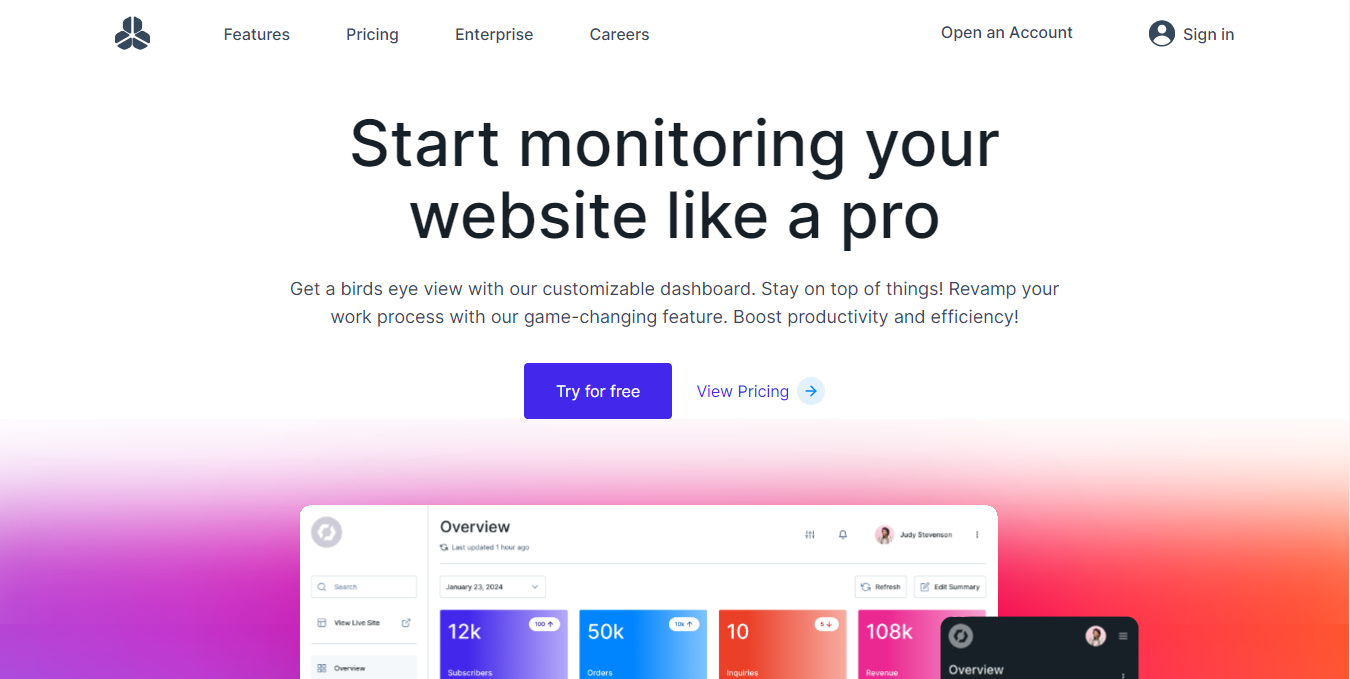 Features Pricing Enterprise Careers Open an Account Sign in
Start monitoring your
website like a pro
Get a birds eye view with our customizable dashboard. Stay on top of things! Revamp your
work process with our game-changing feature. Boost productivity and efficiency!
Try for free View Pricing
Overview
Last updated 1 hour ago
Judy Stevenson
Search
January 23, 2024
Refresh
Edit Summary
View Live Site
Overview
12k
100
Subscribers
50k
10k
Orders
10
5
Inquiries
108k
Revenue
Overview